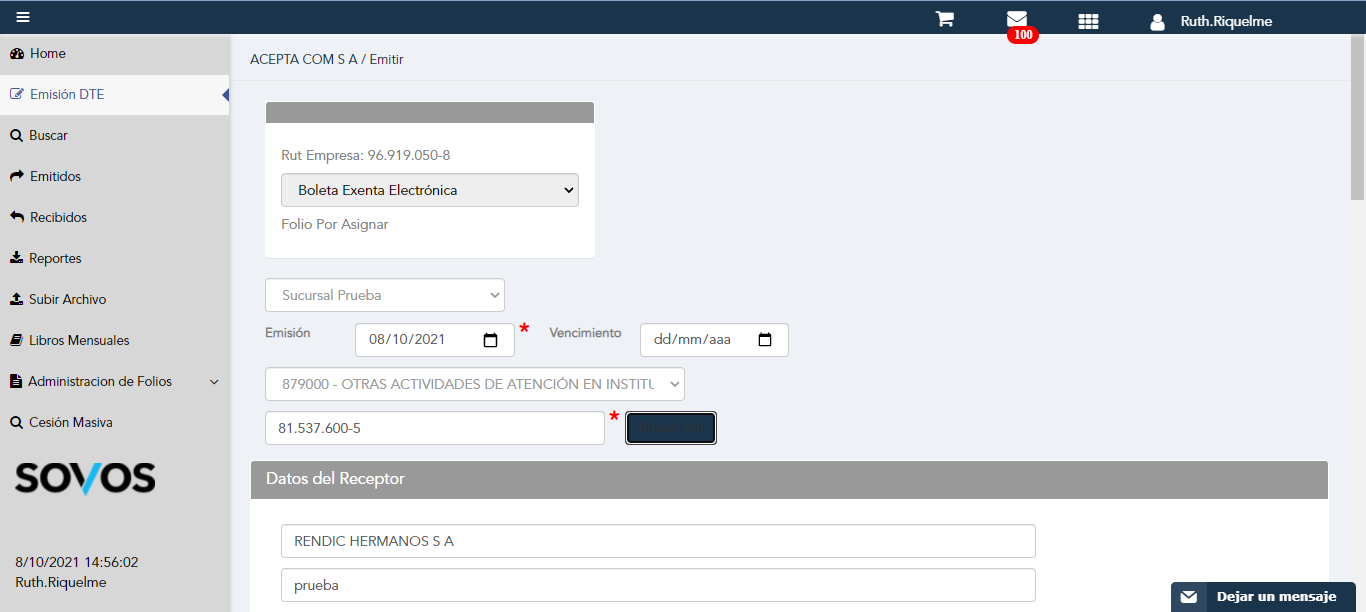 Ruth.Riquelme
100
Home
ACEPTA COM S A / Emitir
Emisión DTE
Buscar
Emitidos
Recibidos
Reportes
Subir Archivo
Libros Mensuales
Administracion de Folios
Cesión Masiva
SOVOS
8/10/2021 14:56:02
Ruth.Riquelme
Rut Empresa: 96.919.050-8
Boleta Exenta Electrónica
Folio Por Asignar
Sucursal Prueba
Emisión 08/10/2021 * Vencimiento dd/mm/aaa
879000 - OTRAS ACTIVIDADES DE ATENCIÓN EN INSTITU
81.537.600-5 *
Datos del Receptor
RENDIC HERMANOS S A
prueba
Dejar un mensaje